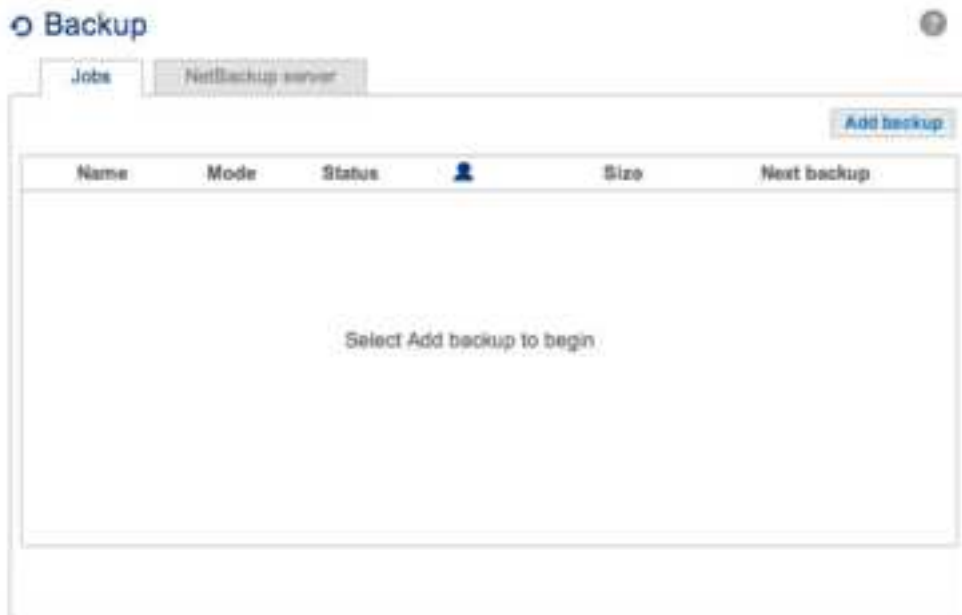 Backup
?
Jobs NetBackup server
Add backup
Name Mode Status Size Next backup
Select Add backup to begin